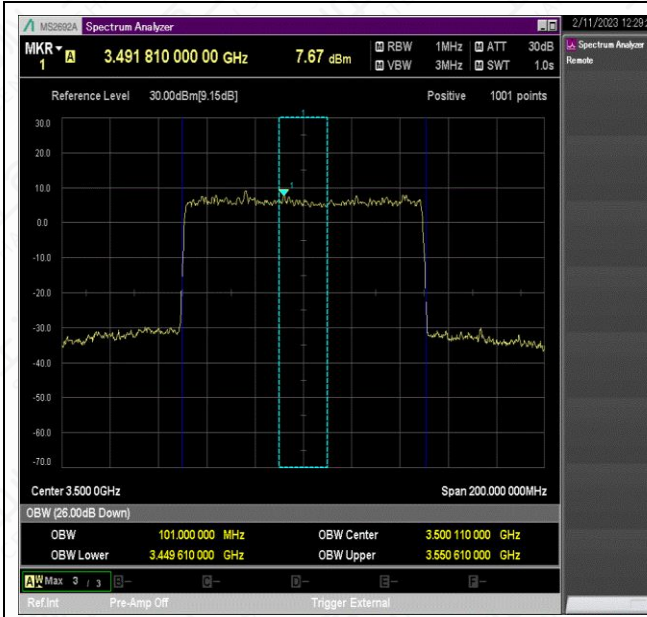 MS2692A Spectrum Analyzer
2/11/2023 12:29:
MKR 1 A 3.491 810 000 00 GHz 7.67 dBm
M RBW 1MHz M ATT 30dB
M VBW 3MHz M SWT 1.0s
Spectrum Analyzer
Remote
Reference Level 30.00dBm[9.15dB] Positive 1001 points
30.0
20.0
10.0
1
0.0
-10.0
-20.0
-30.0
-40.0
-50.0
-60.0
-70.0
Center 3.500 0GHz Span 200.000 000MHz
OBW (26.00dB Down)
OBW 101.000 000 MHz OBW Center 3.500 110 000 GHz
OBW Lower 3.449 610 000 GHz OBW Upper 3.550 610 000 GHz
A W Max 3 / 3 B- C- D- E- F-
Ref.Int Pre-Amp Off Trigger External